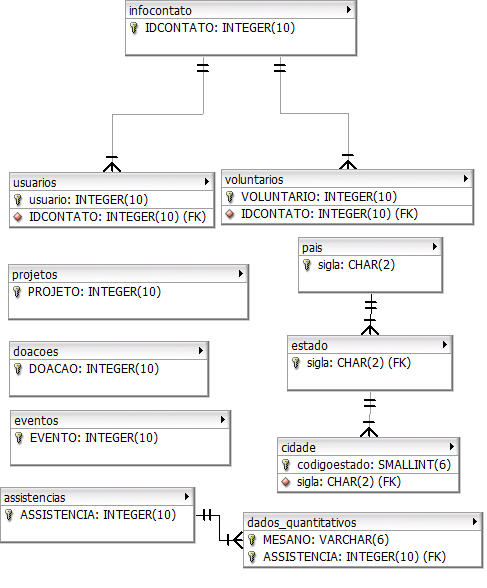 infocontato
IDCONTATO: INTEGER(10)
usuarios
usuario: INTEGER(10)
IDCONTATO: INTEGER(10) (FK)
voluntarios
VOLUNTARIO: INTEGER(10)
IDCONTATO: INTEGER(10) (FK)
pais
sigla: CHAR(2)
projetos
PROJETO: INTEGER(10)
estado
sigla: CHAR(2) (FK)
doacoes
DOACAO: INTEGER(10)
eventos
EVENTO: INTEGER(10)
cidade
codigoestado: SMALLINT(6)
sigla: CHAR(2) (FK)
assistencias
ASSISTENCIA: INTEGER(10)
dados_quantitativos
MESANO: VARCHAR(6)
ASSISTENCIA: INTEGER(10) (FK)